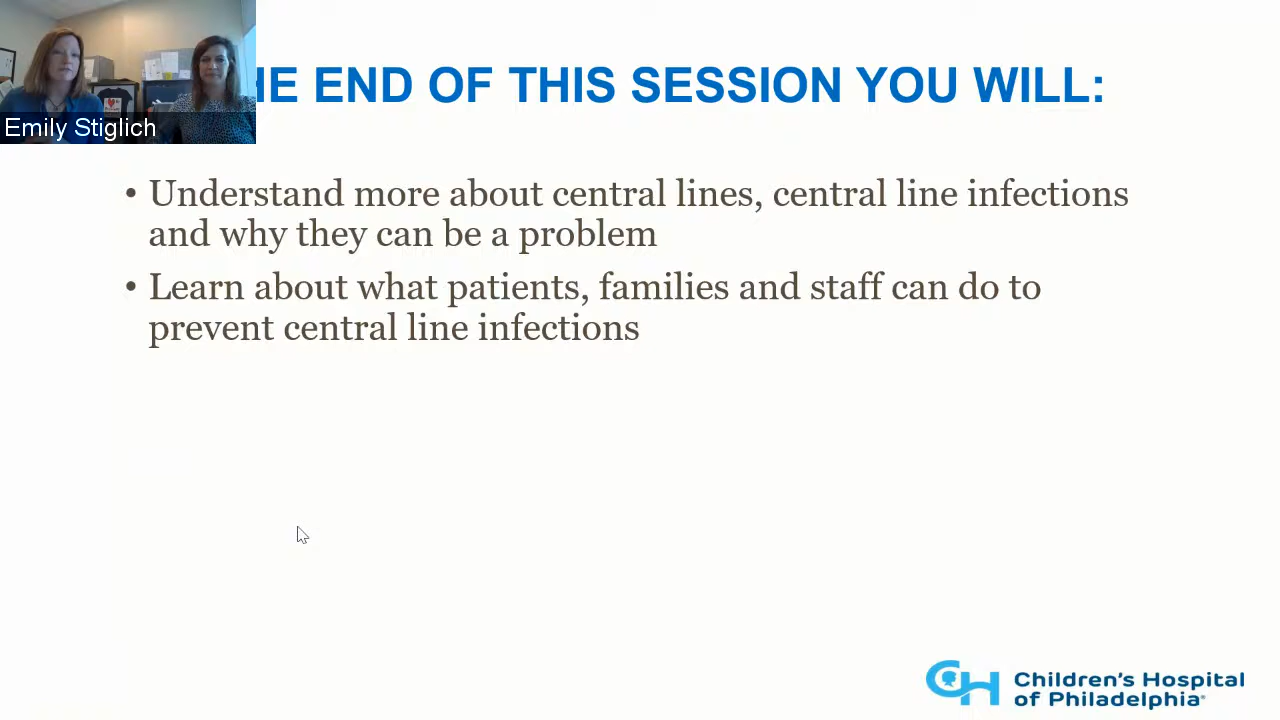 HE END OF THIS SESSION YOU WILL:
Emily Stiglich
• Understand more about central lines, central line infections
and why they can be a problem
• Learn about what patients, families and staff can do to
prevent central line infections
CH Children's Hospital
of Philadelphia®